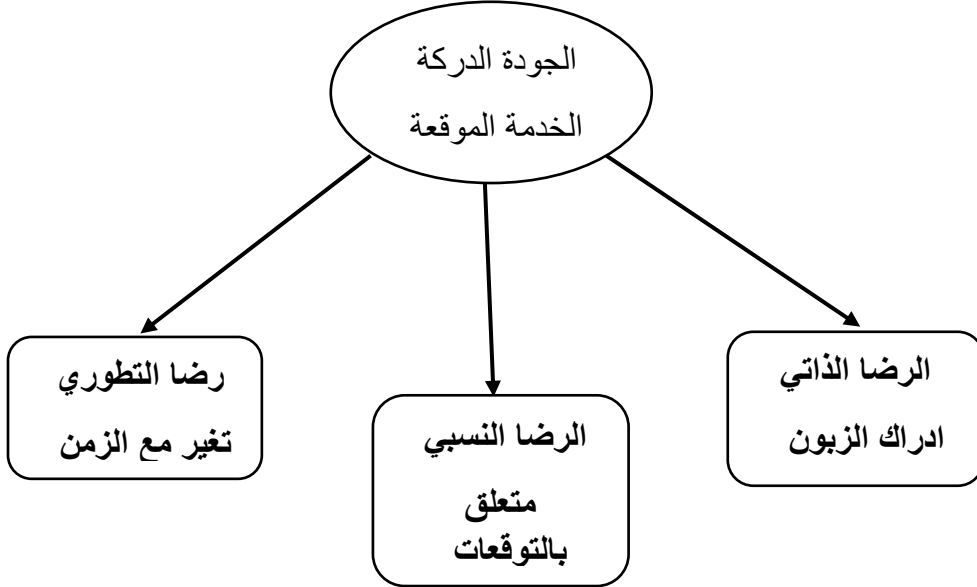 الجودة الدركة
الخدمة الموقعة
الرضا الذاتي
ادراك الزبون
الرضا النسبي
متعلق
بالتوقعات
رضا التطوري
تغير مع الزمن